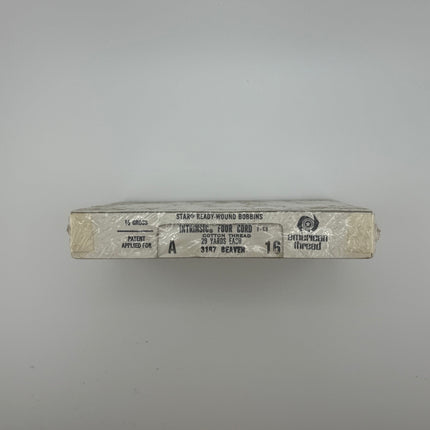 STAR® READY-WOUND BOBBINS
½ GROSS
PATENT
APPLIED FOR
INTRINSIC® FOUR CORD
COTTON THREAD
29 YARDS EACH
A
16
3187 BEAVER
american
thread